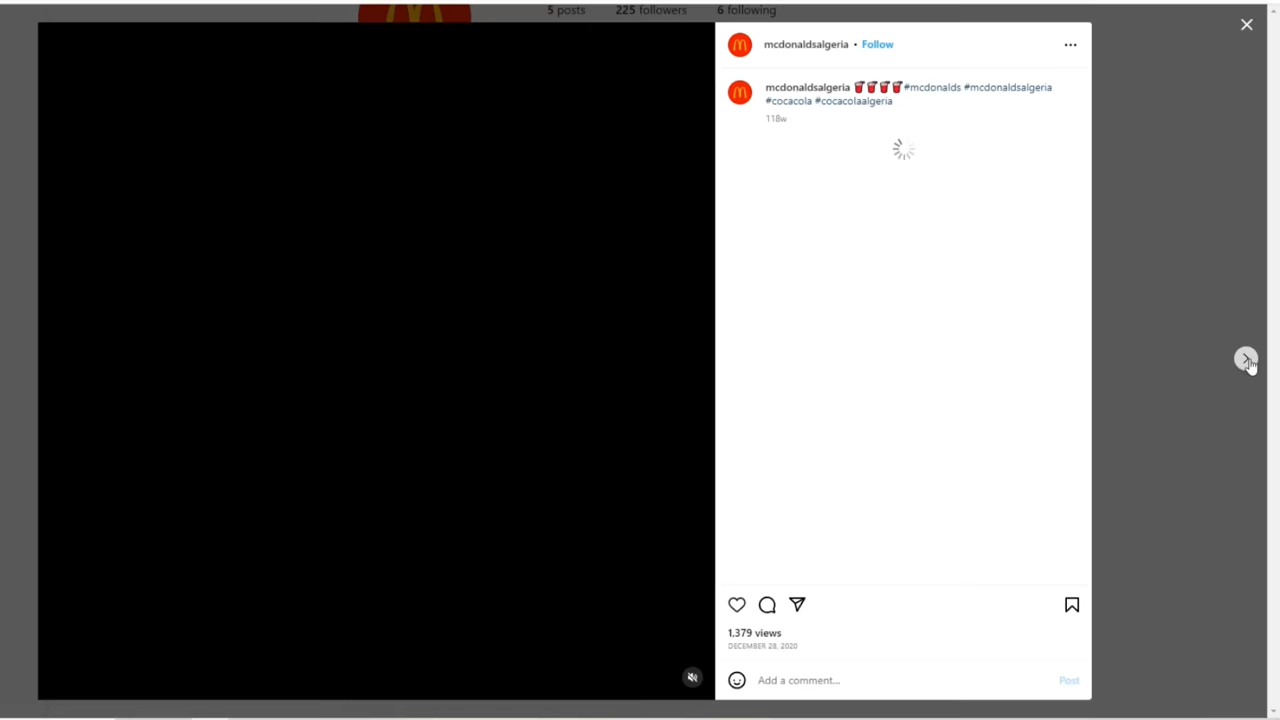 5 posts 225 followers 6 following
mcdonaldsalgeria • Follow
mcdonaldsalgeria 🥤🥤🥤🥤#mcdonalds #mcdonaldsalgeria
#cocacola #cocacolaalgeria
118w
1,379 views
DECEMBER 28, 2020
Add a comment... Post